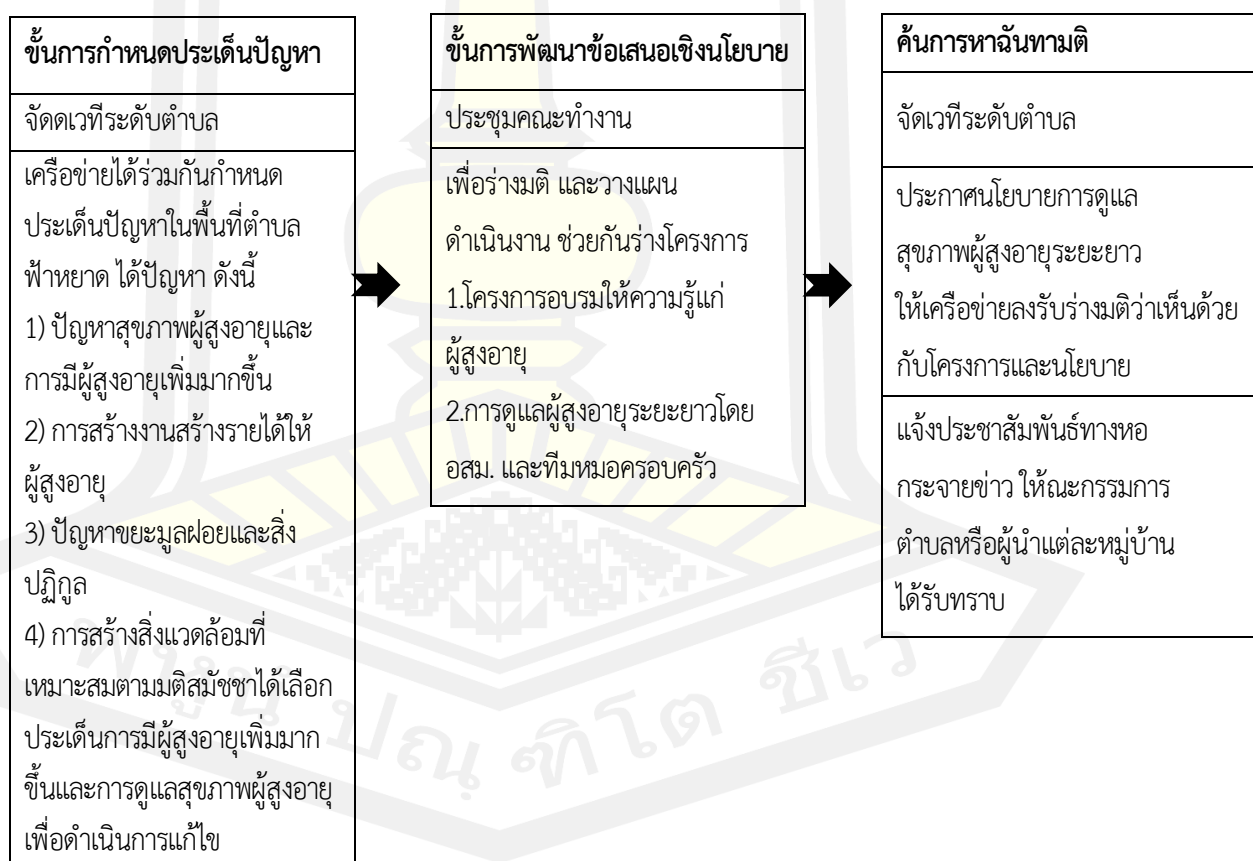 ขั้นการกำหนดประเด็นปัญหา
จัดดเวทีระดับตำบล
เครือข่ายได้ร่วมกันกำหนด
ประเด็นปัญหาในพื้นที่ตำบล
ฟ้าหยาด ได้ปัญหา ดังนี้
1) ปัญหาสุขภาพผู้สูงอายุและ
การมีผู้สูงอายุเพิ่มมากขึ้น
2) การสร้างงานสร้างรายได้ให้
ผู้สูงอายุ
3) ปัญหาขยะมูลฝอยและสิ่ง
ปฏิกูล
4) การสร้างสิ่งแวดล้อมที่
เหมาะสมตามมติสมัชชาได้เลือก
ประเด็นการมีผู้สูงอายุเพิ่มมาก
ขึ้นและการดูแลสุขภาพผู้สูงอายุ
เพื่อดำเนินการแก้ไข
ขั้นการพัฒนาข้อเสนอเชิงนโยบาย
ประชุมคณะทำงาน
เพื่อร่างมติ และวางแผน
ดำเนินงาน ช่วยกันร่างโครงการ
1.โครงการอบรมให้ความรู้แก่
ผู้สูงอายุ
2.การดูแลผู้สูงอายุระยะยาวโดย
อสม. และทีมหมอครอบครัว
ค้นการหาฉันทามติ
จัดเวทีระดับตำบล
ประกาศนโยบายการดูแล
สุขภาพผู้สูงอายุระยะยาว
ให้เครือข่ายลงรับร่างมติว่าเห็นด้วย
กับโครงการและนโยบาย
แจ้งประชาสัมพันธ์ทางหอ
กระจายข่าว ให้ณะกรรมการ
ตำบลหรือผู้นำแต่ละหมู่บ้าน
ได้รับทราบ
พหูน ปณฺ ฑิโต ชีเว